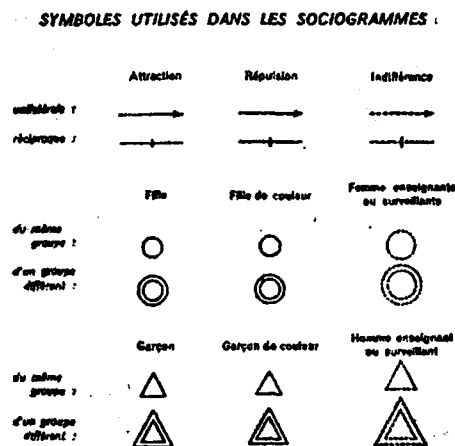 SYMBOLES UTILISÉS DANS LES SOCIOGRAMMES :
Attraction Répulsion Indifférence
unilatérale :
réciproque :
Fille Fille de couleur Femme enseignante
ou surveillante
du même
groupe :
d'un groupe
différent :
Garçon Garçon de couleur Homme enseignant
ou surveillant
du même
groupe :
d'un groupe
différent :